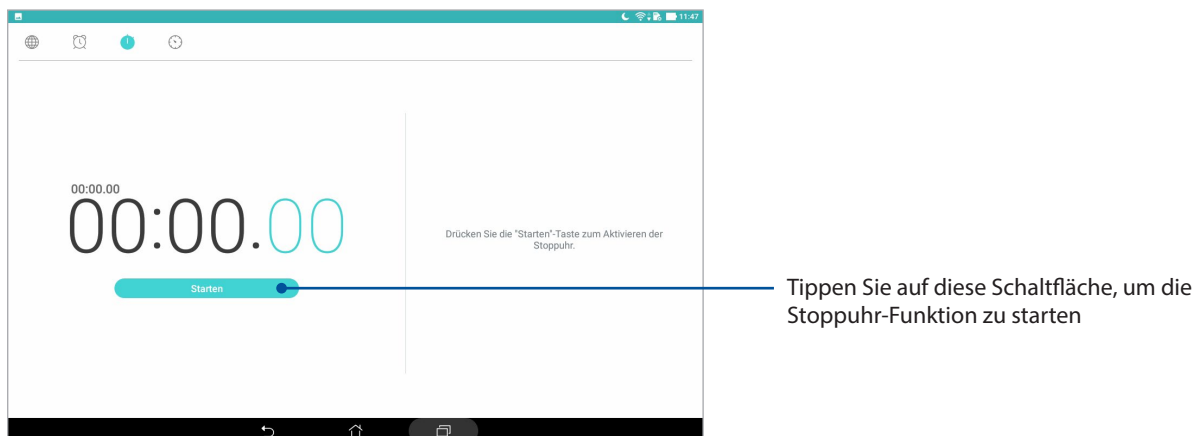 11:47
00:00.00
00:00.00
Starten
Drücken Sie die "Starten"-Taste zum Aktivieren der
Stoppuhr.
Tippen Sie auf diese Schaltfläche, um die
Stoppuhr-Funktion zu starten